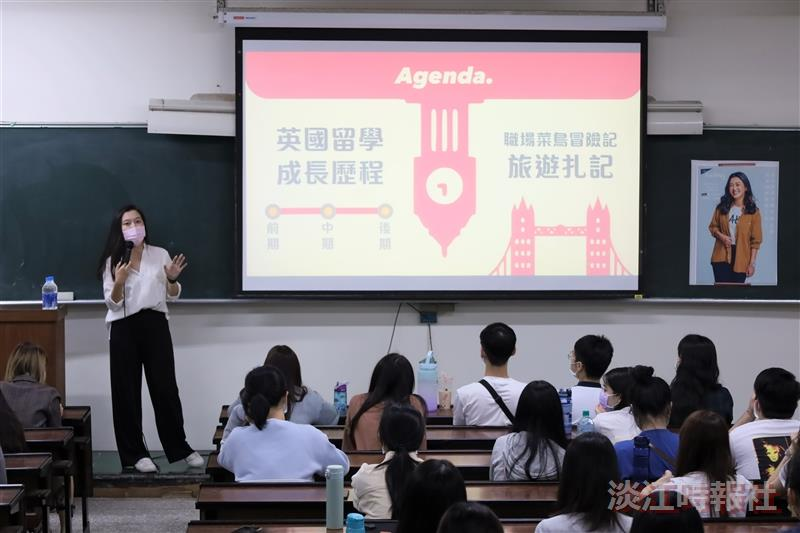 Agenda.
英國留學
成長歷程
前期
中期
後期
職場菜鳥冒險記
旅遊扎記
淡江時報社